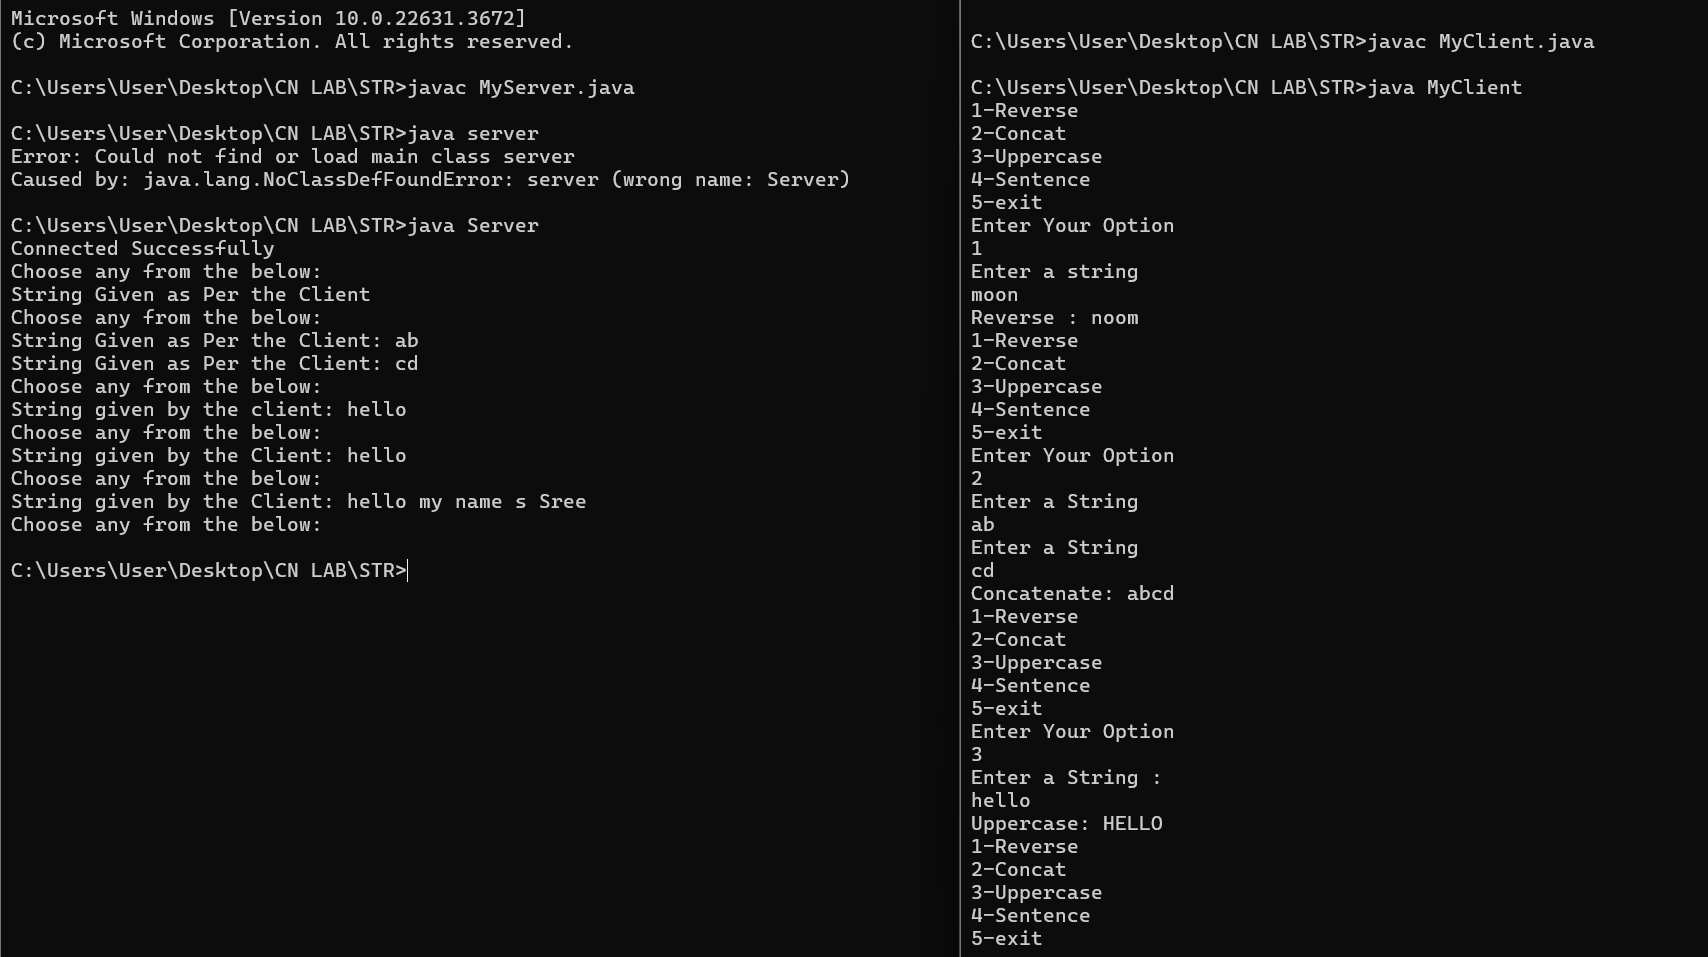 Microsoft Windows [Version 10.0.22631.3672]
(c) Microsoft Corporation. All rights reserved.
C:\Users\User\Desktop\CN LAB\STR>javac MyServer.java
C:\Users\User\Desktop\CN LAB\STR>java server
Error: Could not find or load main class server
Caused by: java.lang.NoClassDefFoundError: server (wrong name: Server)
C:\Users\User\Desktop\CN LAB\STR>java Server
Connected Successfully
Choose any from the below:
String Given as Per the Client
Choose any from the below:
String Given as Per the Client: ab
String Given as Per the Client: cd
Choose any from the below:
String given by the client: hello
Choose any from the below:
String given by the Client: hello
Choose any from the below:
String given by the Client: hello my name s Sree
Choose any from the below:
C:\Users\User\Desktop\CN LAB\STR>
C:\Users\User\Desktop\CN LAB\STR>javac MyClient.java
C:\Users\User\Desktop\CN LAB\STR>java MyClient
1-Reverse
2-Concat
3-Uppercase
4-Sentence
5-exit
Enter Your Option
1
Enter a string
moon
Reverse : noom
1-Reverse
2-Concat
3-Uppercase
4-Sentence
5-exit
Enter Your Option
2
Enter a String
ab
Enter a String
cd
Concatenate: abcd
1-Reverse
2-Concat
3-Uppercase
4-Sentence
5-exit
Enter Your Option
3
Enter a String :
hello
Uppercase: HELLO
1-Reverse
2-Concat
3-Uppercase
4-Sentence
5-exit